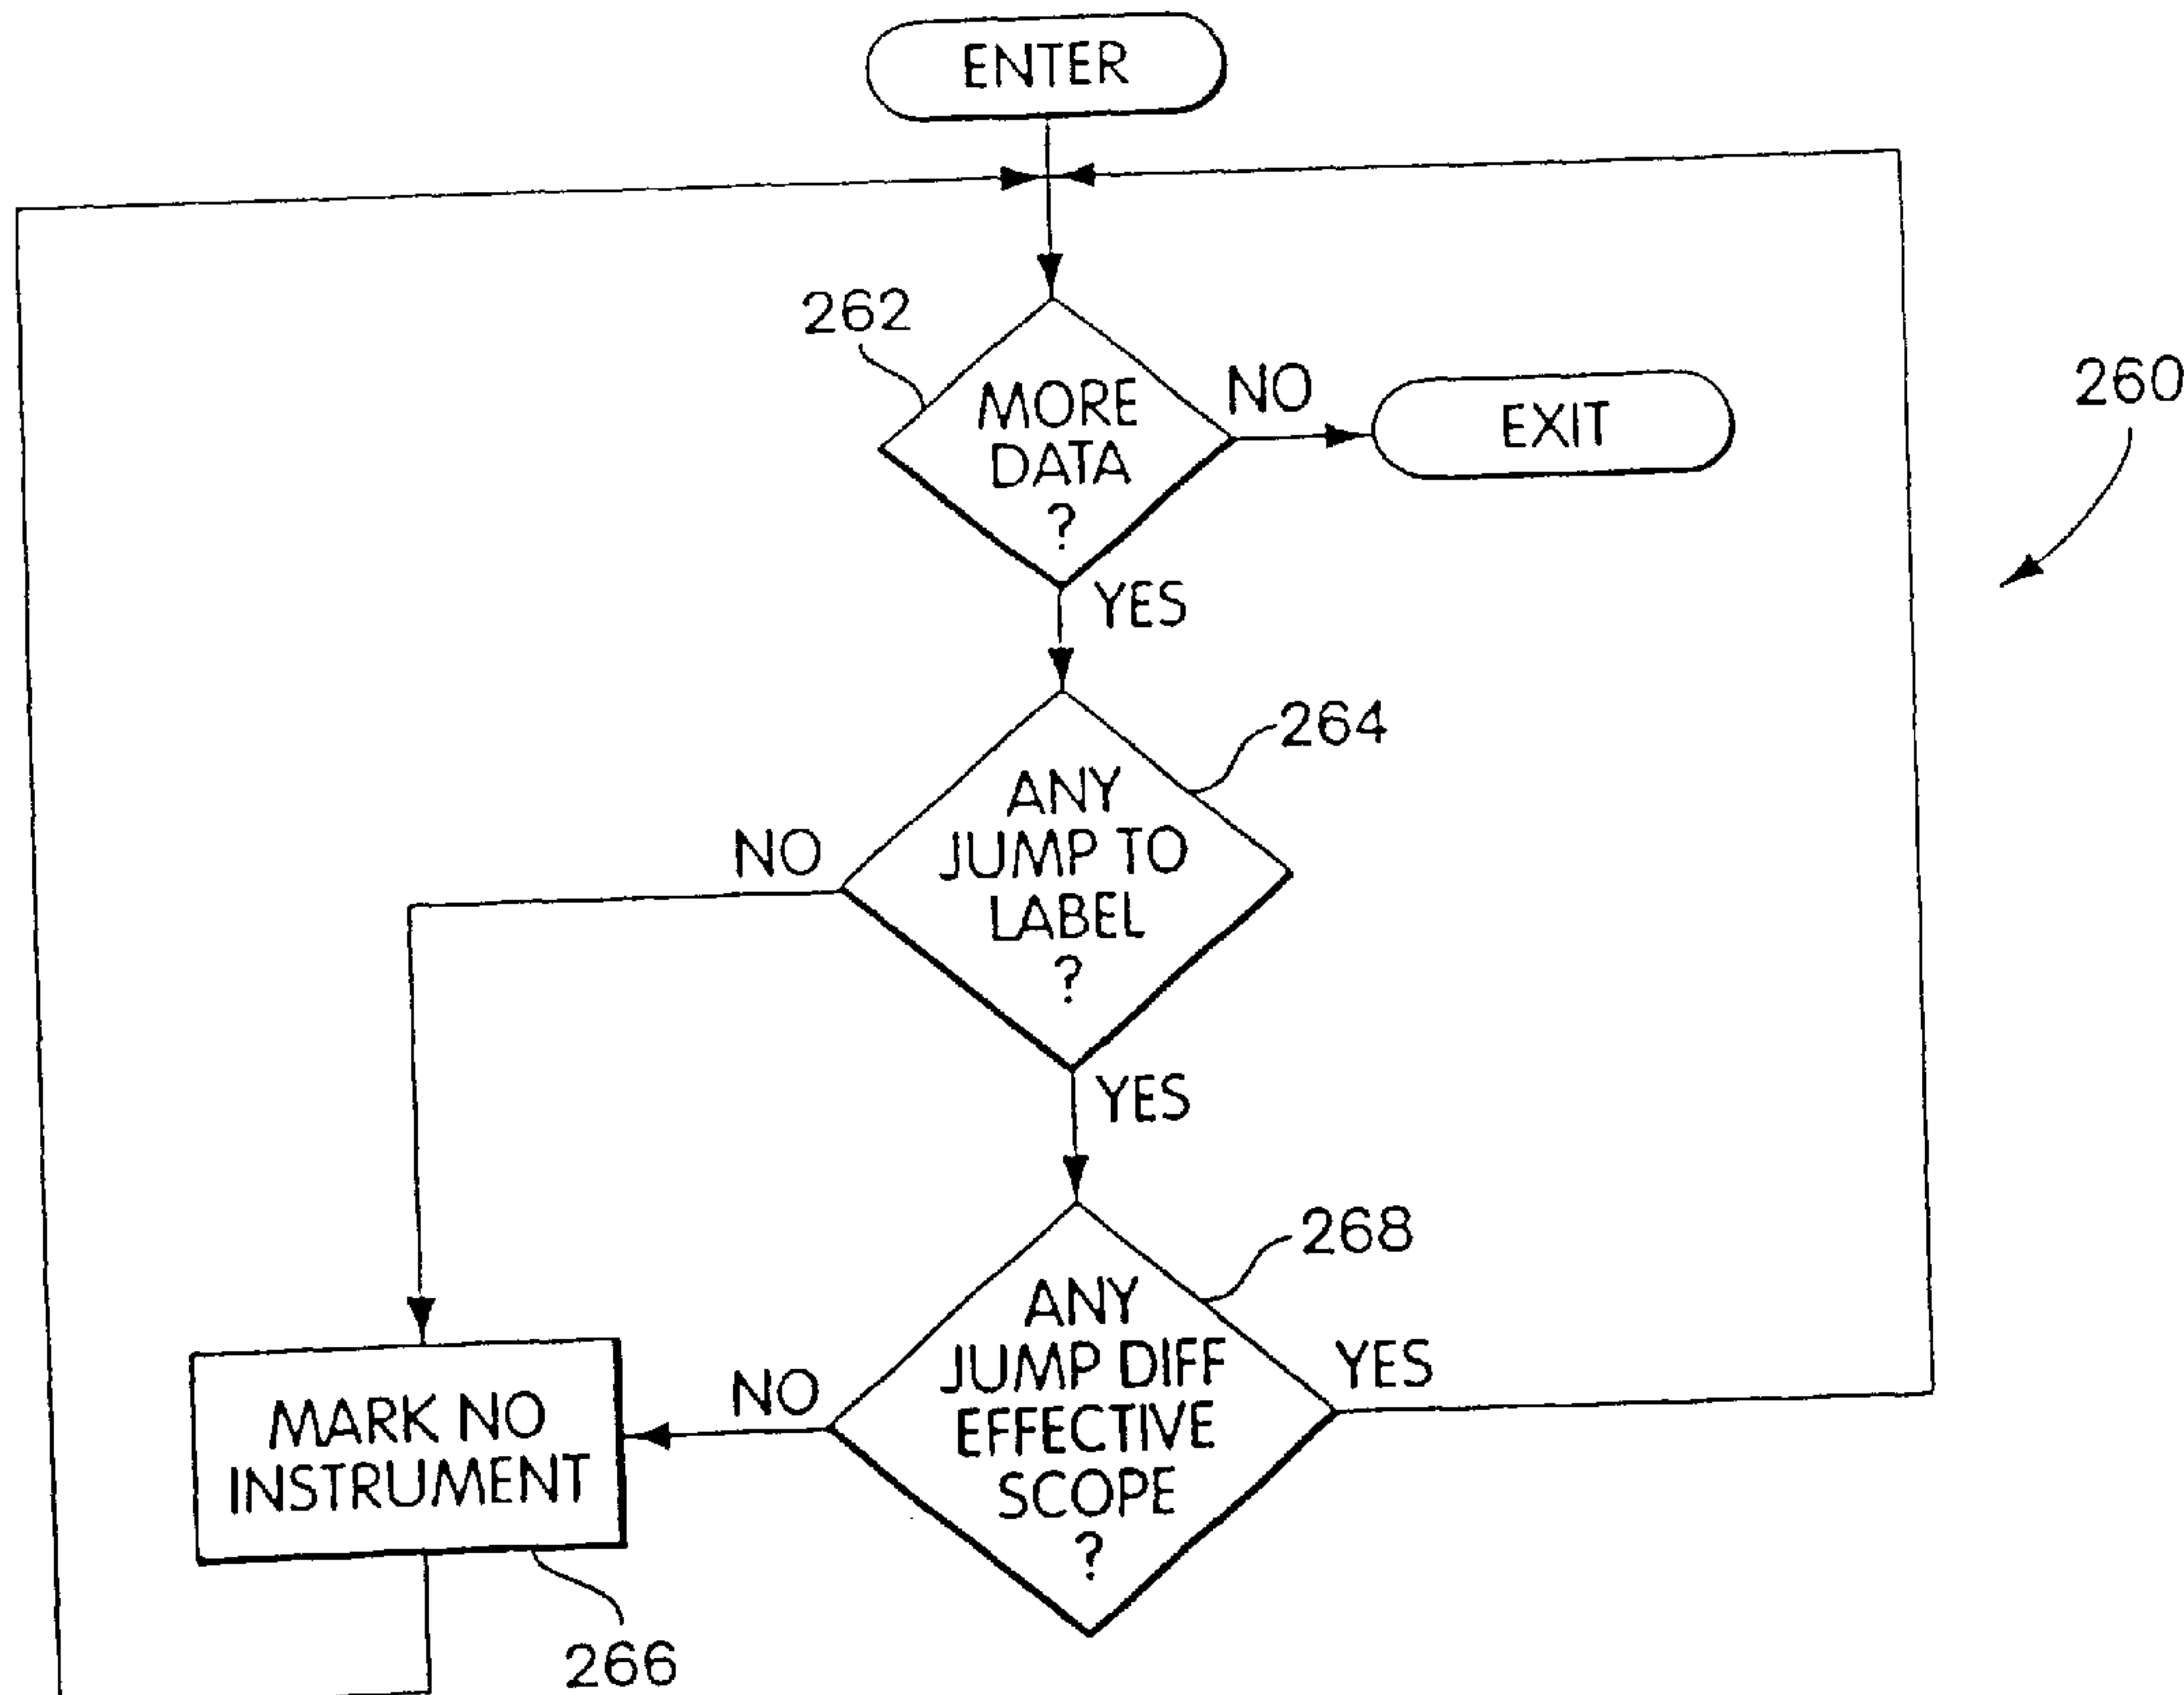 ENTER
262
MORE
DATA
?
NO
EXIT
260
YES
264
ANY
JUMP TO
LABEL
?
NO
YES
268
ANY
JUMP DIFF
EFFECTIVE
SCOPE
?
YES
NO
MARK NO
INSTRUMENT
266